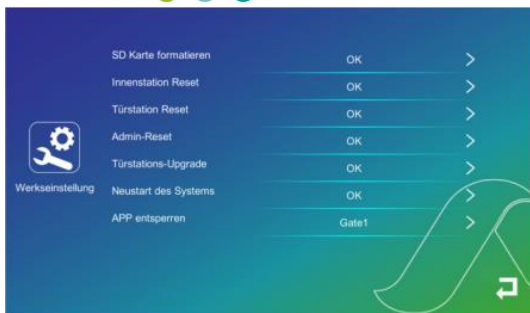 SD Karte formatieren OK
Innenstation Reset OK
Türstation Reset OK
Admin-Reset OK
Türstations-Upgrade OK
Werkseinstellung
Neustart des Systems OK
APP entsperren Gate1